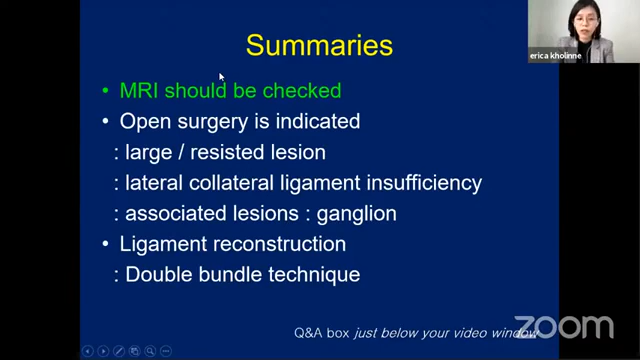 Summaries
erica kholinne
• MRI should be checked
• Open surgery is indicated
: large / resisted lesion
: lateral collateral ligament insufficiency
: associated lesions : ganglion
• Ligament reconstruction
: Double bundle technique
Q&A box just below your video window
zoom